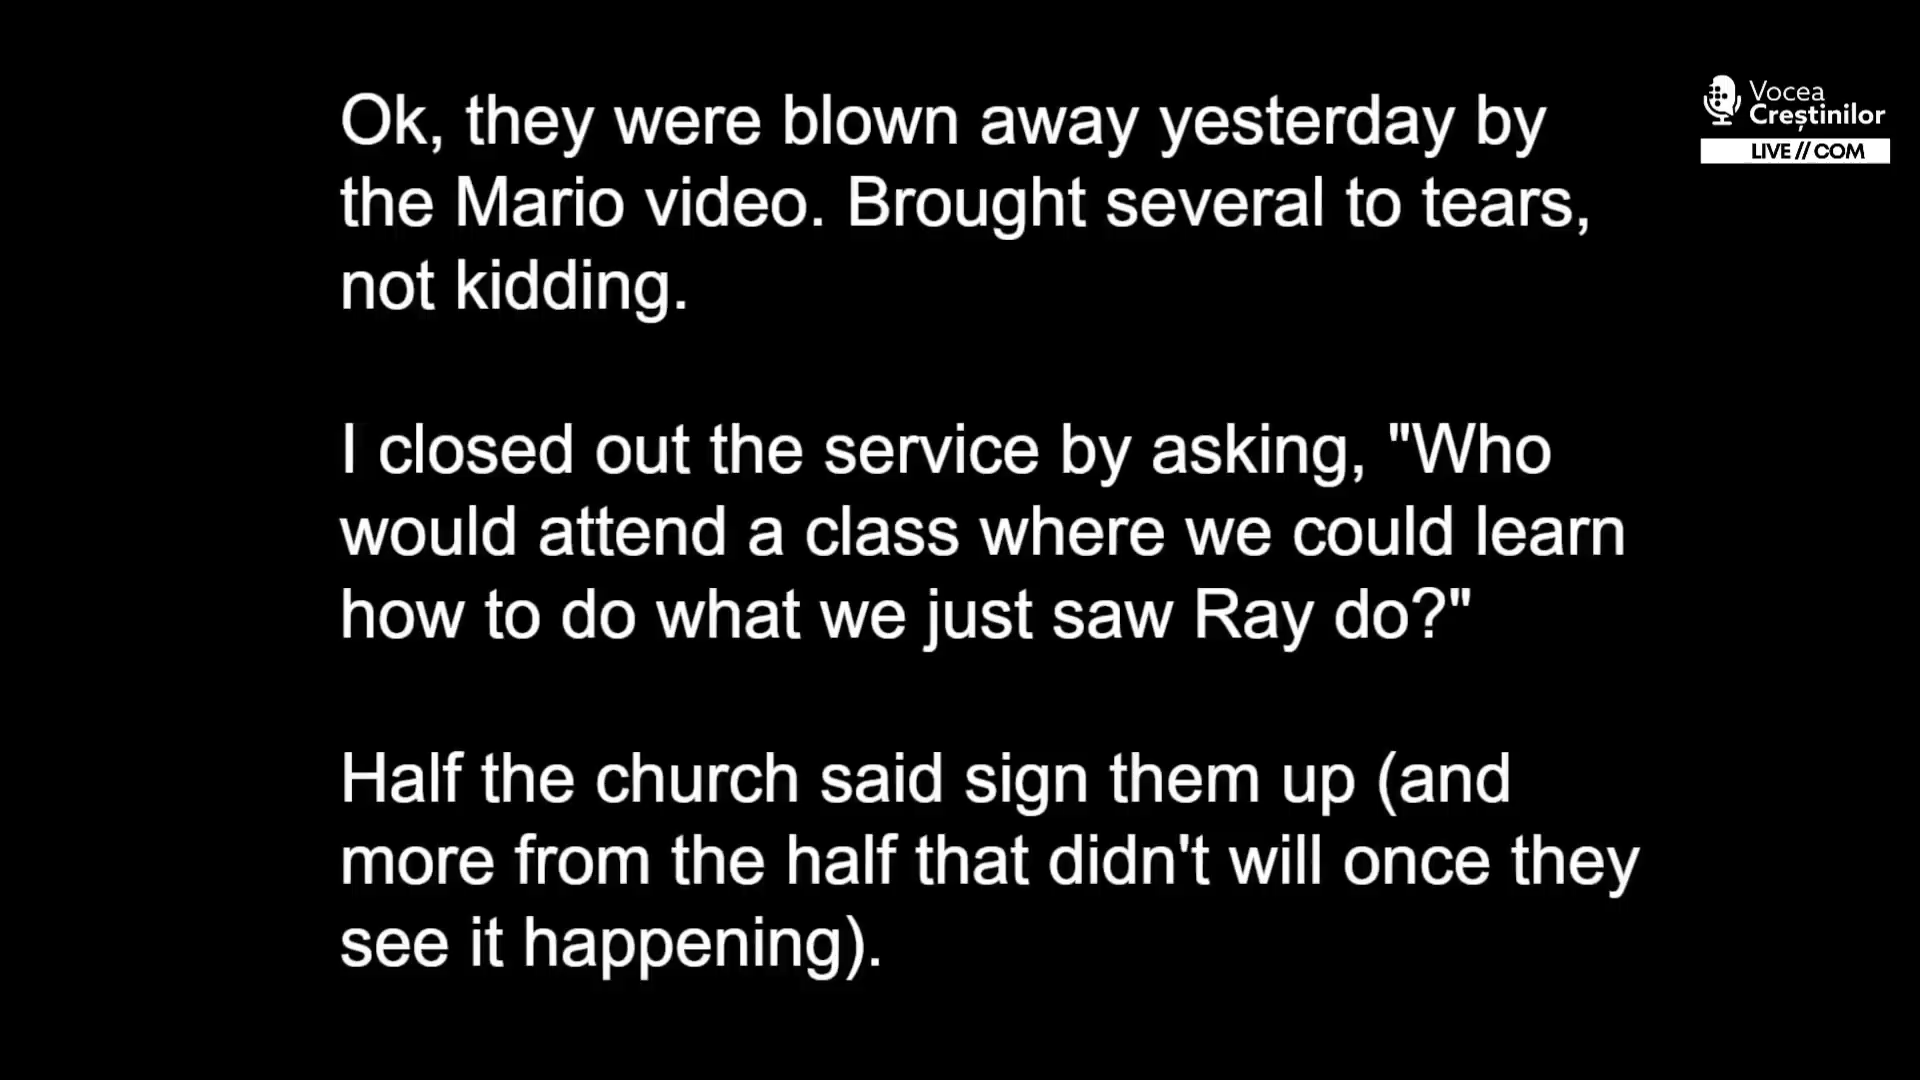 Vocea
Creștinilor
LIVE // COM
Ok, they were blown away yesterday by
the Mario video. Brought several to tears,
not kidding.
I closed out the service by asking, "Who
would attend a class where we could learn
how to do what we just saw Ray do?"
Half the church said sign them up (and
more from the half that didn't will once they
see it happening).